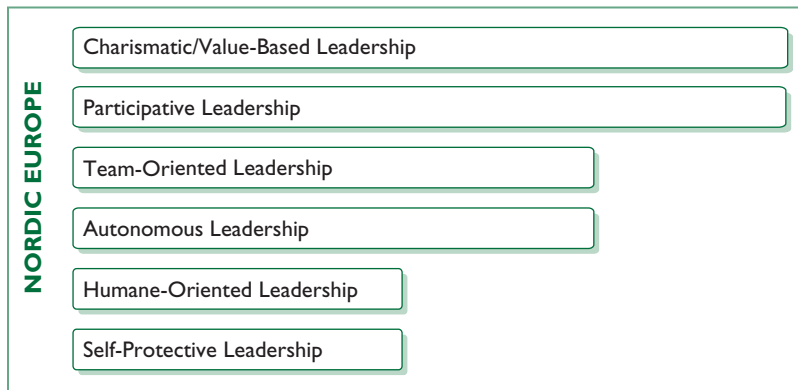 NORDIC EUROPE
Charismatic/Value-Based Leadership
Participative Leadership
Team-Oriented Leadership
Autonomous Leadership
Humane-Oriented Leadership
Self-Protective Leadership